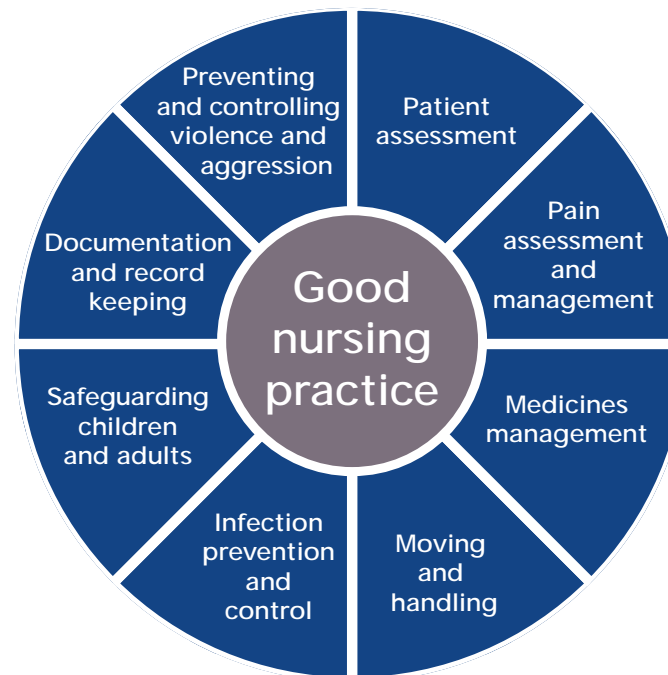 Preventing
and controlling
violence and
aggression
Patient
assessment
Pain
assessment
and
management
Medicines
management
Moving
and
handling
Infection
prevention
and
control
Safeguarding
children
and adults
Documentation
and record
keeping
Good
nursing
practice